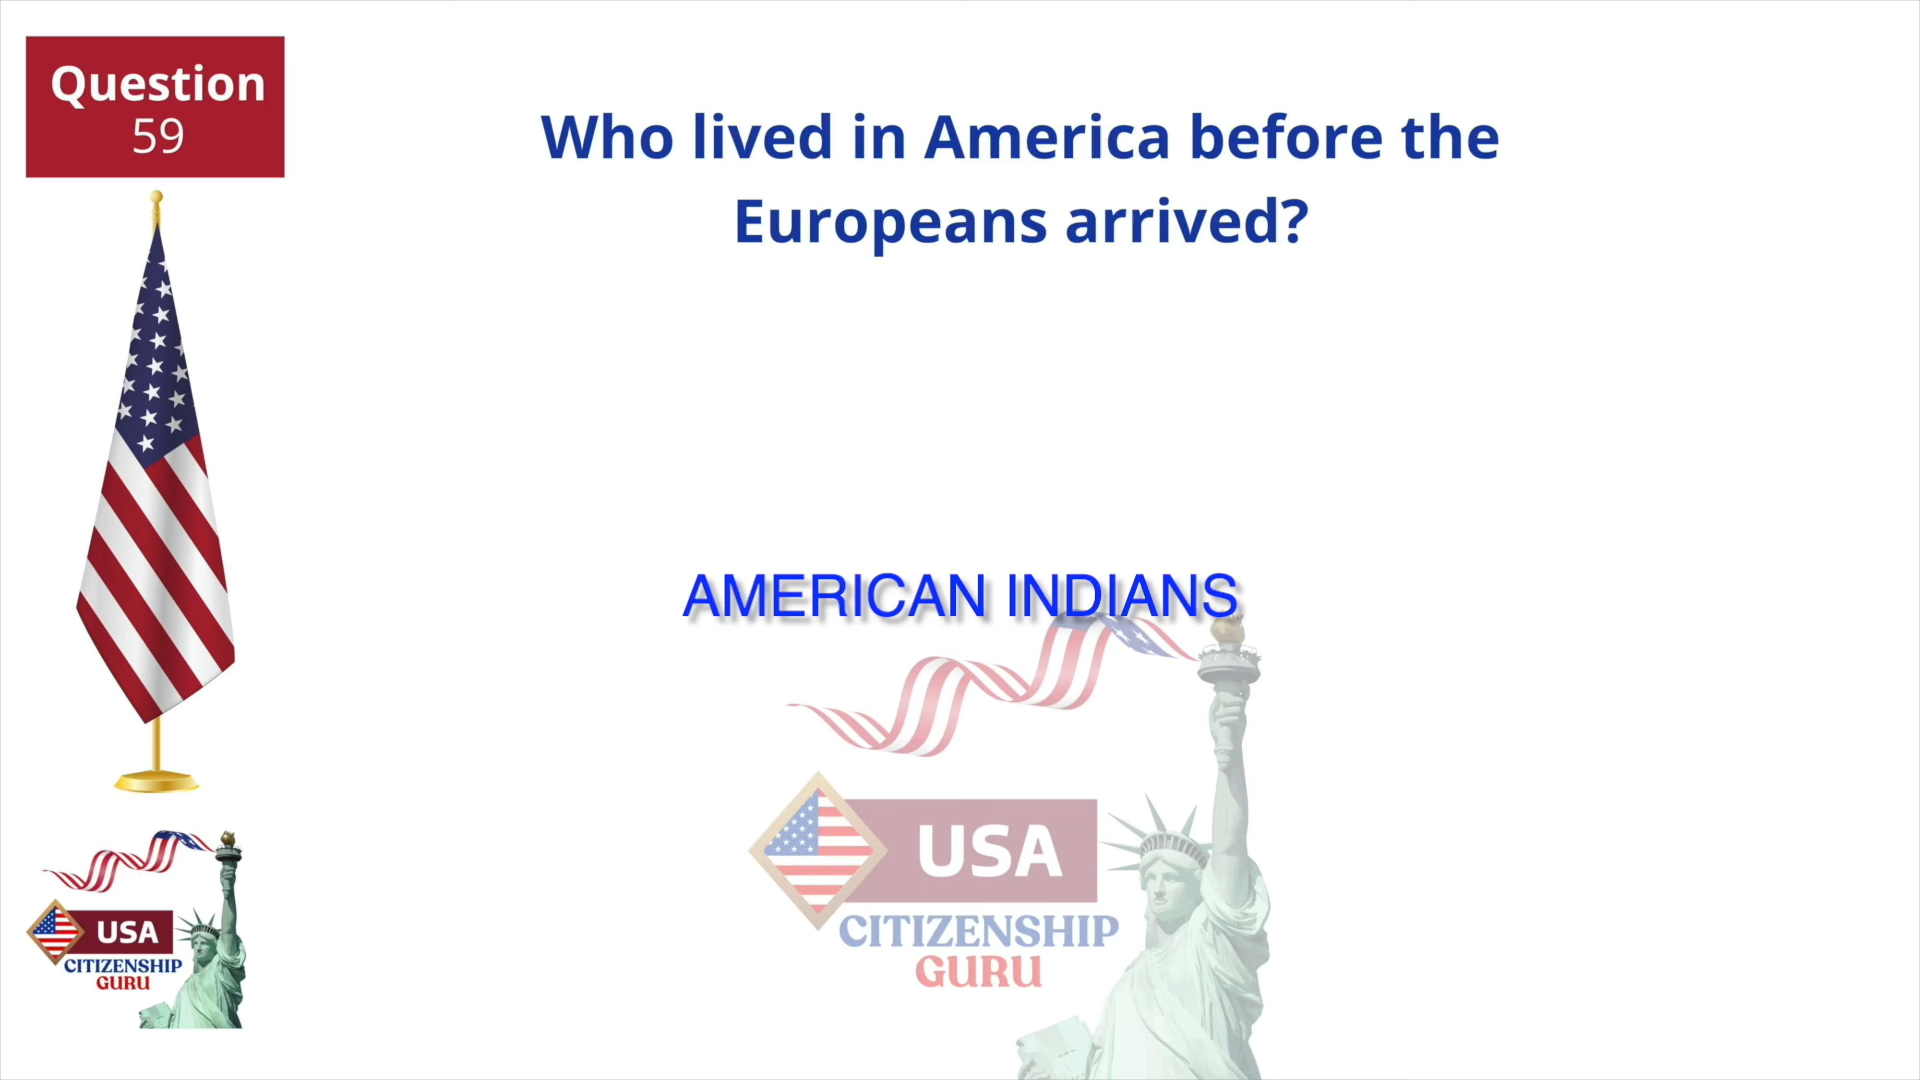 Question
59
Who lived in America before the
Europeans arrived?
AMERICAN INDIANS
USA
CITIZENSHIP
GURU
USA
CITIZENSHIP
GURU